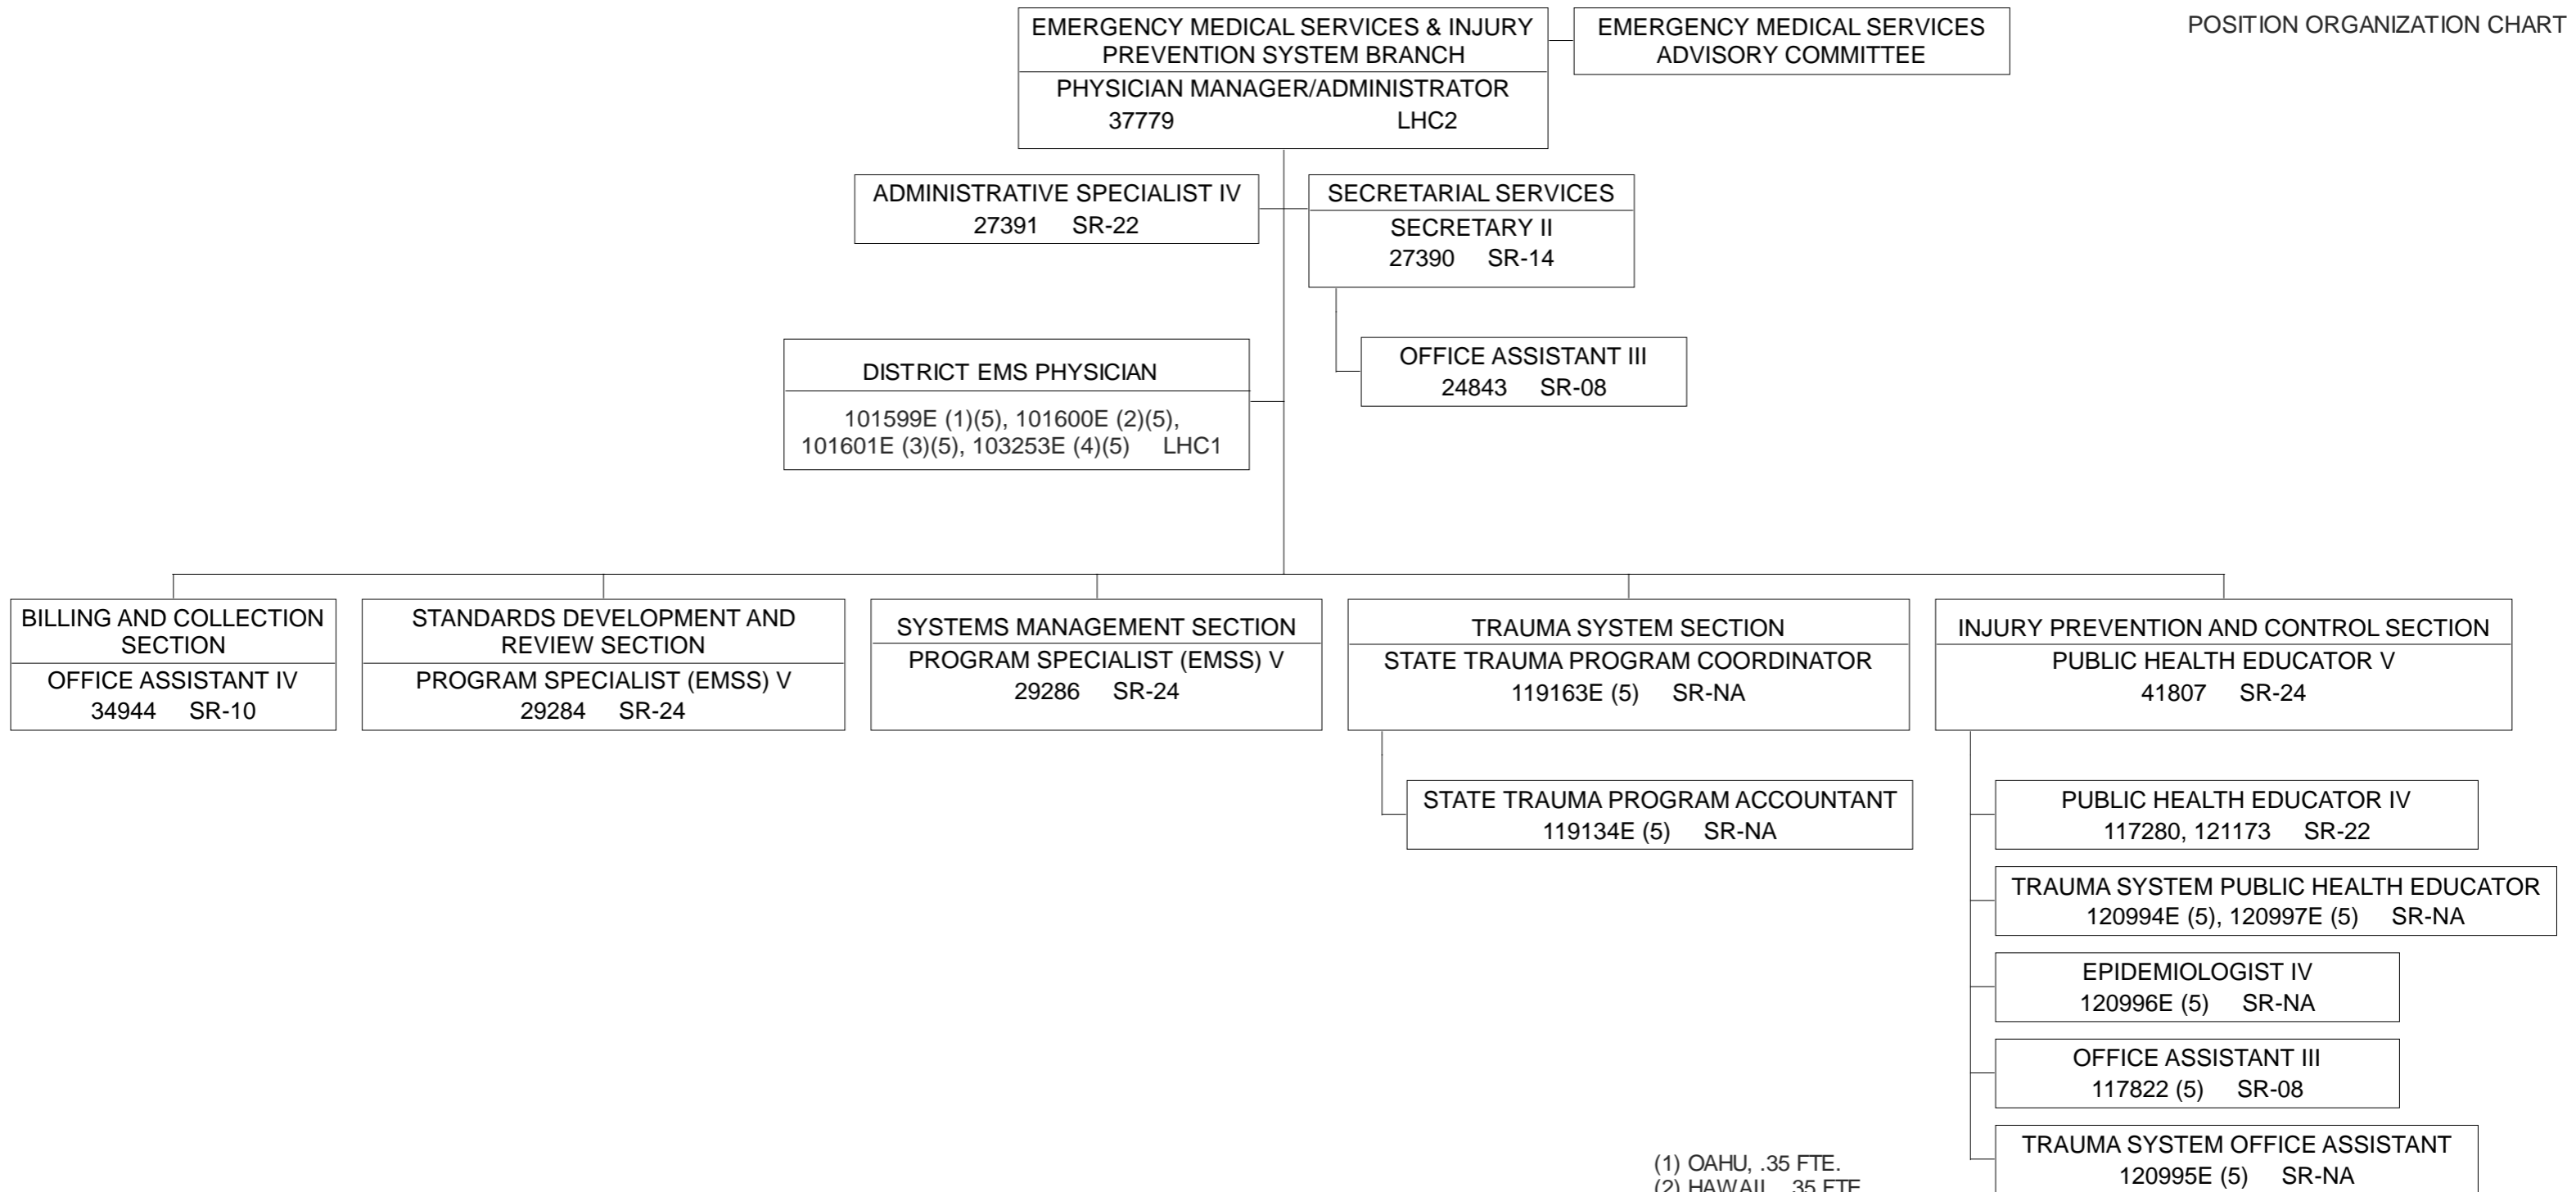 POSITION ORGANIZATION CHART
EMERGENCY MEDICAL SERVICES & INJURY
PREVENTION SYSTEM BRANCH
PHYSICIAN MANAGER/ADMINISTRATOR
37779 LHC2
EMERGENCY MEDICAL SERVICES
ADVISORY COMMITTEE
ADMINISTRATIVE SPECIALIST IV
27391 SR-22
SECRETARIAL SERVICES
SECRETARY II
27390 SR-14
OFFICE ASSISTANT III
24843 SR-08
DISTRICT EMS PHYSICIAN
101599E (1)(5), 101600E (2)(5),
101601E (3)(5), 103253E (4)(5) LHC1
BILLING AND COLLECTION
SECTION
OFFICE ASSISTANT IV
34944 SR-10
STANDARDS DEVELOPMENT AND
REVIEW SECTION
PROGRAM SPECIALIST (EMSS) V
29284 SR-24
SYSTEMS MANAGEMENT SECTION
PROGRAM SPECIALIST (EMSS) V
29286 SR-24
TRAUMA SYSTEM SECTION
STATE TRAUMA PROGRAM COORDINATOR
119163E (5) SR-NA
STATE TRAUMA PROGRAM ACCOUNTANT
119134E (5) SR-NA
INJURY PREVENTION AND CONTROL SECTION
PUBLIC HEALTH EDUCATOR V
41807 SR-24
PUBLIC HEALTH EDUCATOR IV
117280, 121173 SR-22
TRAUMA SYSTEM PUBLIC HEALTH EDUCATOR
120994E (5), 120997E (5) SR-NA
EPIDEMIOLOGIST IV
120996E (5) SR-NA
OFFICE ASSISTANT III
117822 (5) SR-08
TRAUMA SYSTEM OFFICE ASSISTANT
120995E (5) SR-NA
(1) OAHU, .35 FTE.
(2) HAWAII, .35 FTE